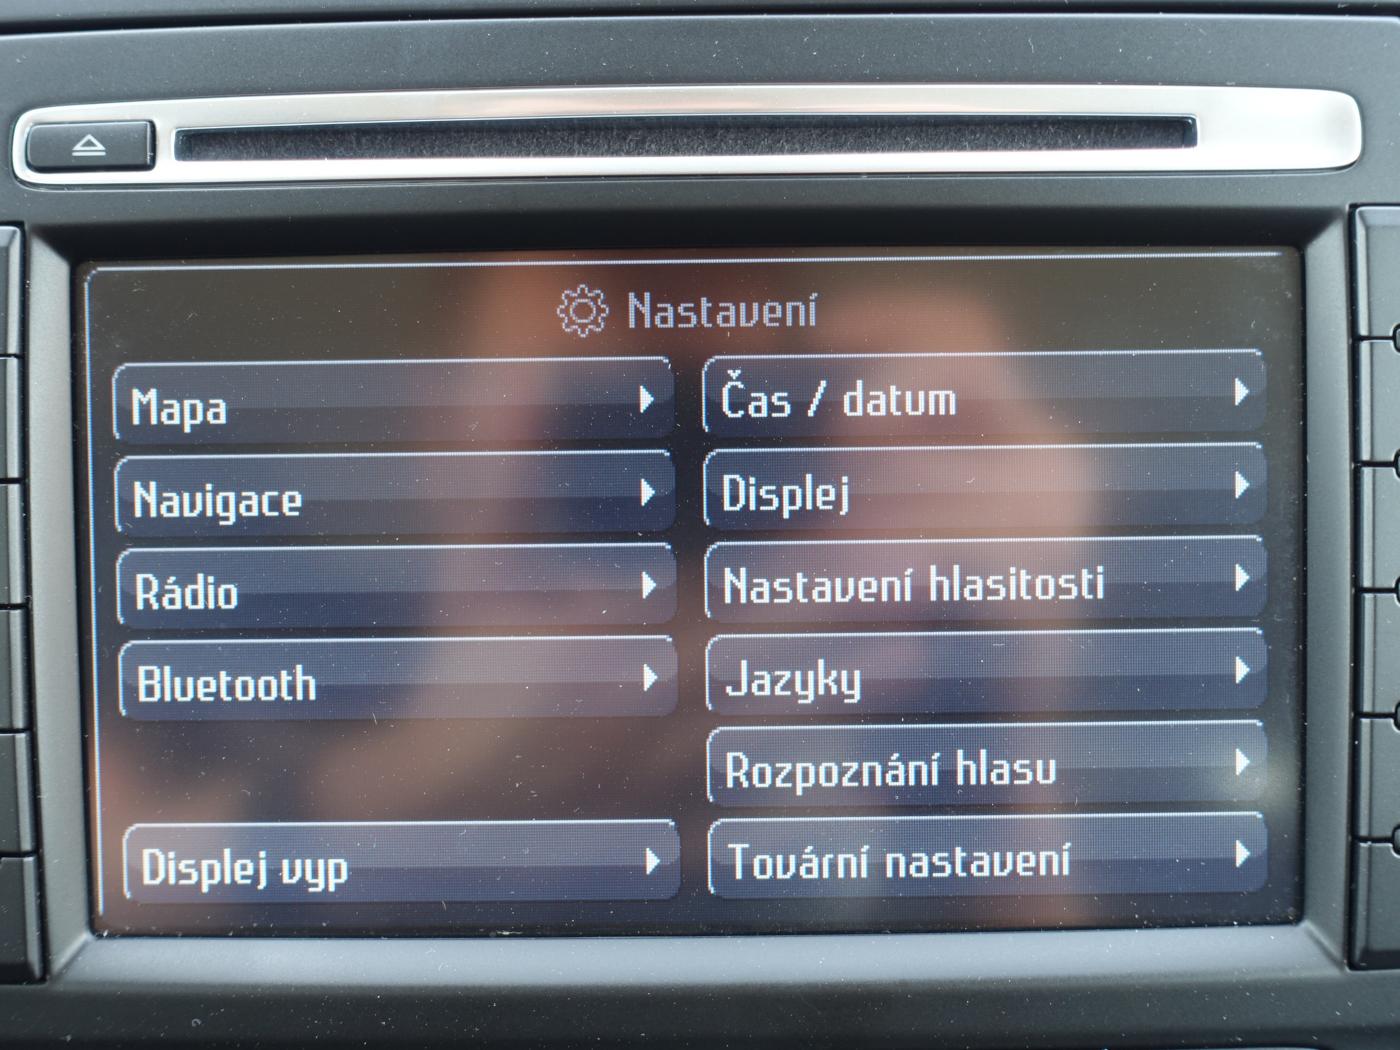 Nastavení
Mapa
Čas / datum
Navigace
Displej
Rádio
Nastavení hlasitosti
Bluetooth
Jazyky
Rozpoznání hlasu
Displej vyp
Tovární nastavení